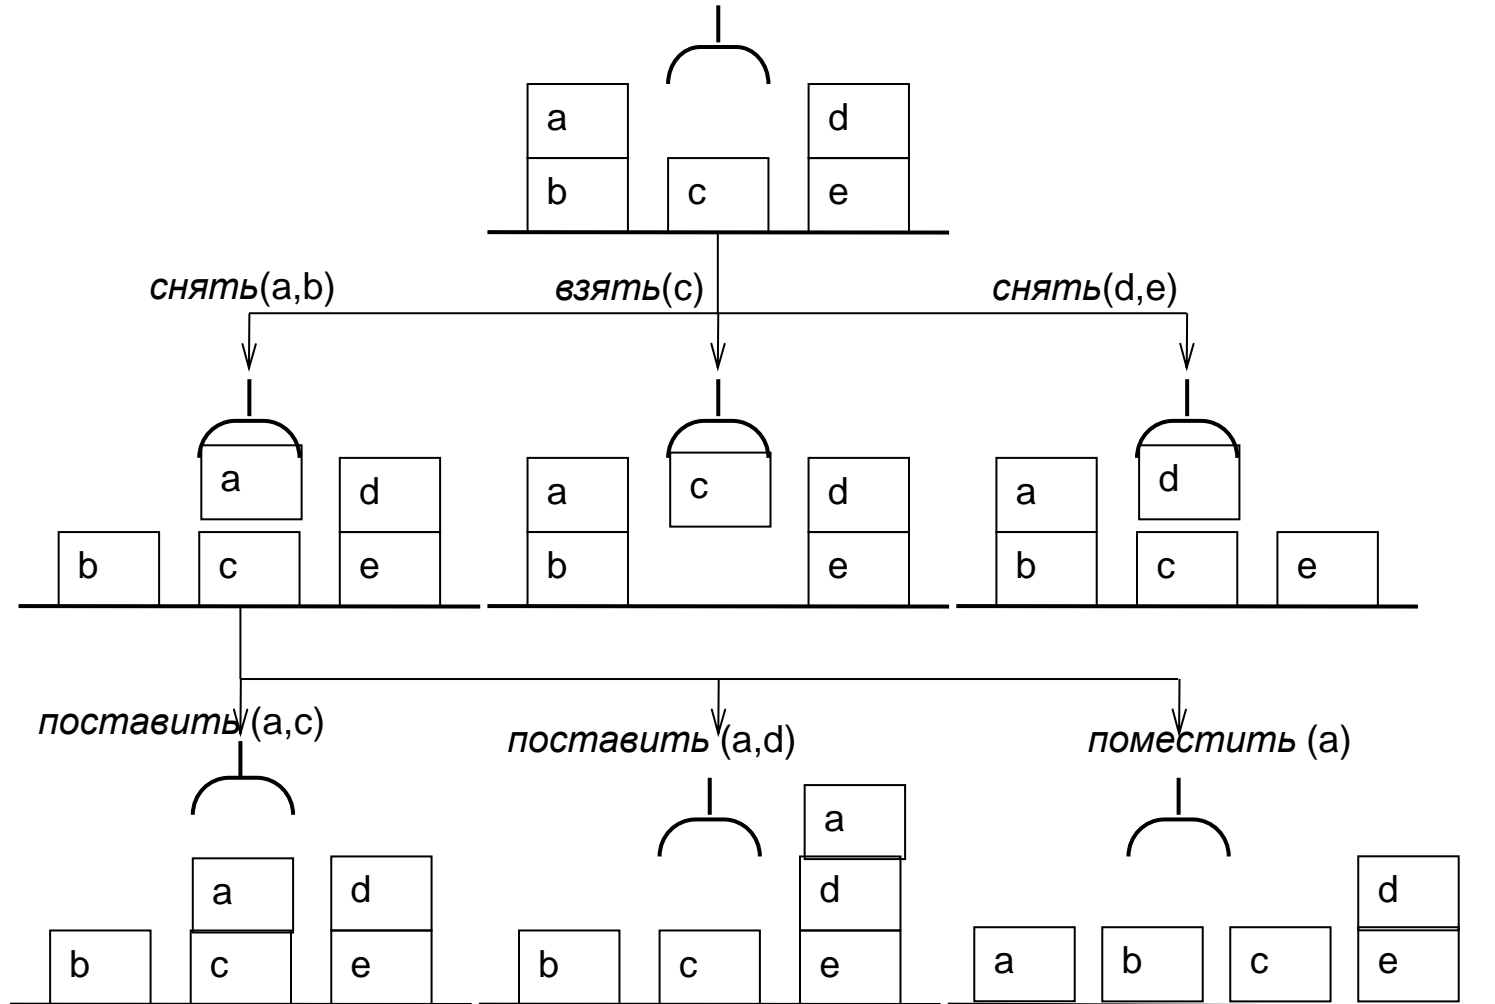 a d
b c e
снять(a,b) взять(c) снять(d,e)
a d a c d a d
b c e b e b c e
поставить (a,c) поставить (a,d) поместить (a)
a
a d d d
b c e b c e a b c e